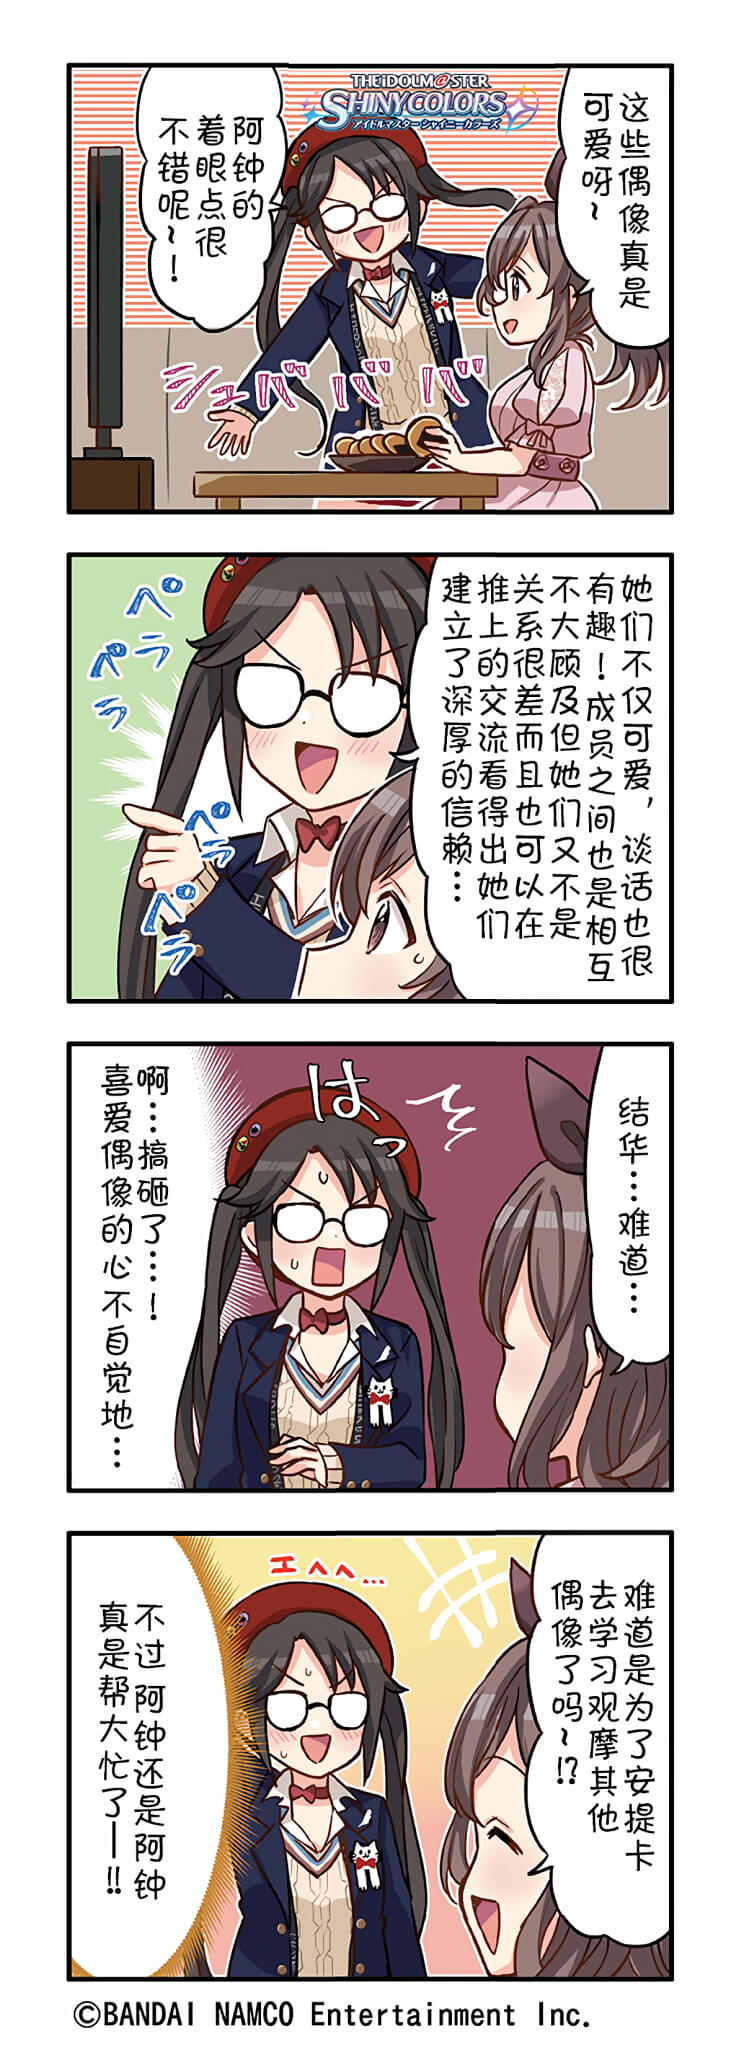 THE iDOLM@STER
SHINYCOLORS
アイドルマスターシャイニーカラーズ
这些偶像真是
可爱呀～
阿钟的
着眼点很
不错呢～！
シュバババ
她们不仅可爱，谈话也很
有趣！成员之间也是相互
不大顾及但她们又不是
关系很差而且也可以在
推上的交流看得出她们
建立了深厚的信赖…
ペラ
ペラ
ペラ
ペラ
结华…难道…
はっ
啊…搞砸了…！
喜爱偶像的心不自觉地…
难道是为了安提卡
去学习观摩其他
偶像了吗～！？
エヘヘ…
不过阿钟还是阿钟
真是帮大忙了ー！！
©BANDAI NAMCO Entertainment Inc.